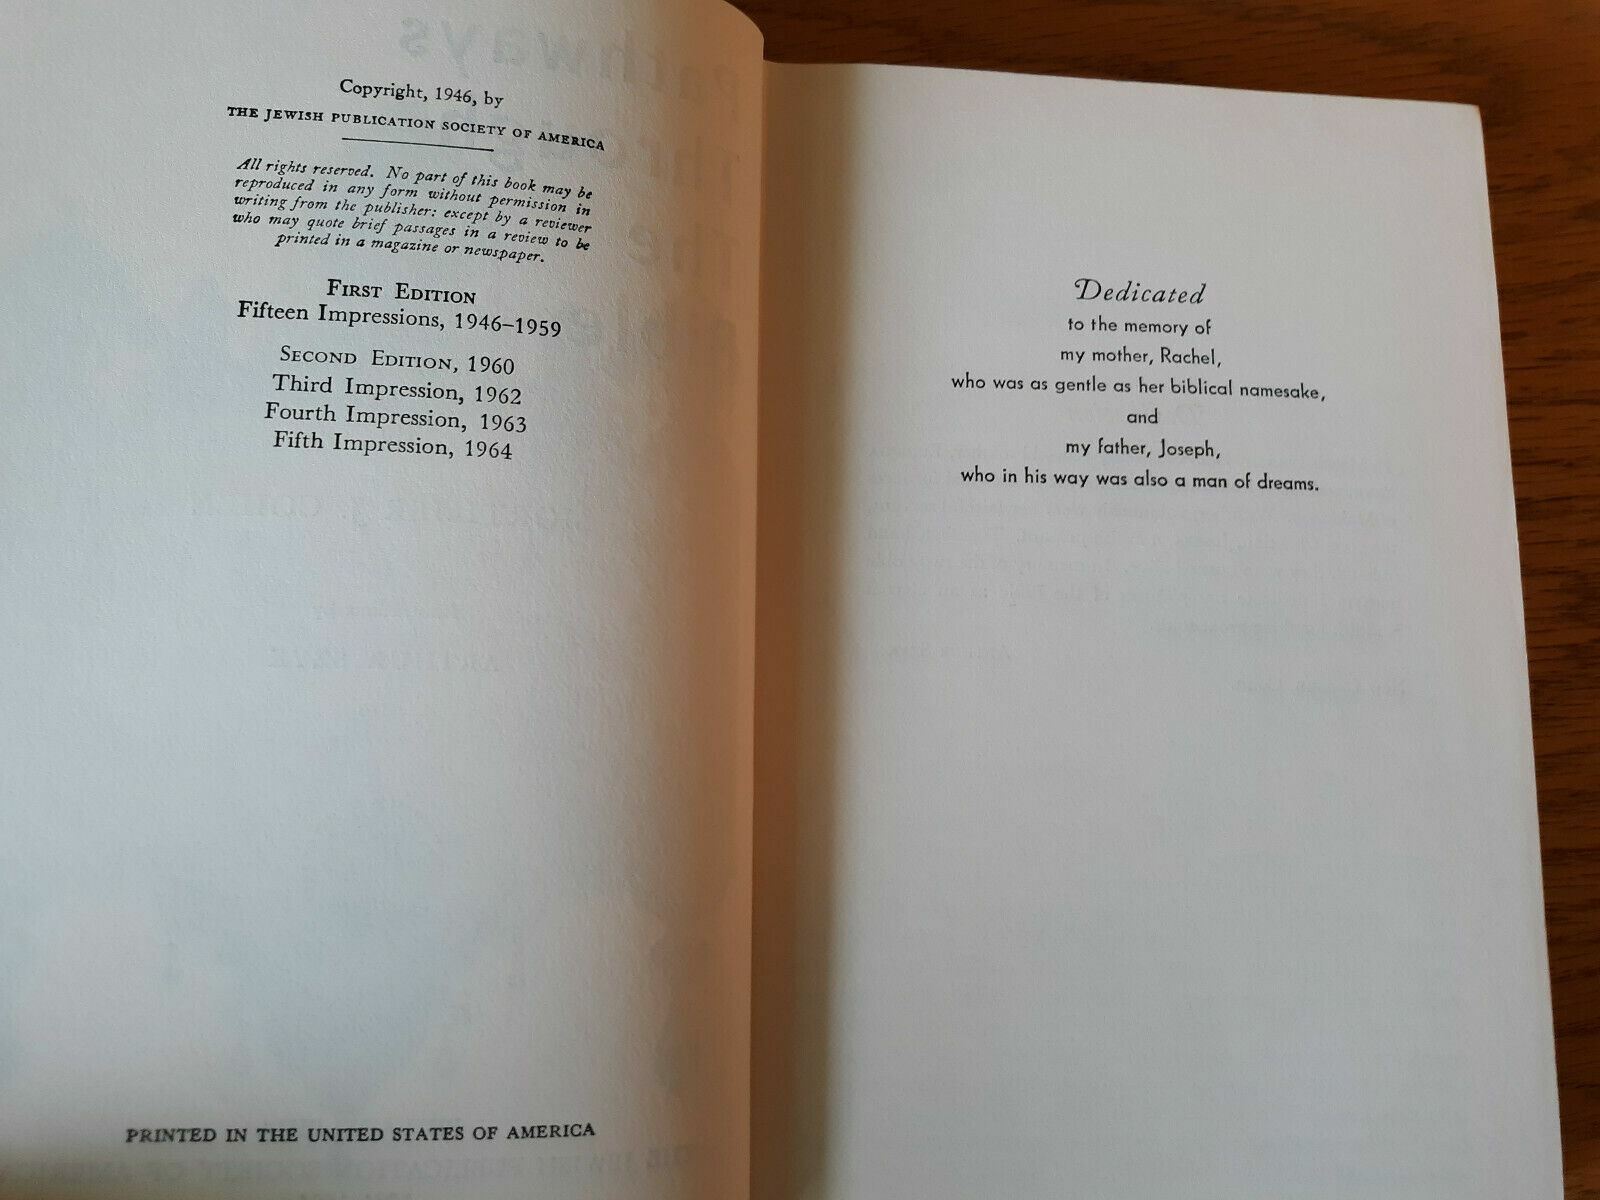 Copyright, 1946, by
THE JEWISH PUBLICATION SOCIETY OF AMERICA
All rights reserved. No part of this book may be
reproduced in any form without permission in
writing from the publisher: except by a reviewer
who may quote brief passages in a review to be
printed in a magazine or newspaper.
FIRST EDITION
Fifteen Impressions, 1946–1959
SECOND EDITION, 1960
Third Impression, 1962
Fourth Impression, 1963
Fifth Impression, 1964
PRINTED IN THE UNITED STATES OF AMERICA
Dedicated
to the memory of
my mother, Rachel,
who was as gentle as her biblical namesake,
and
my father, Joseph,
who in his way was also a man of dreams.